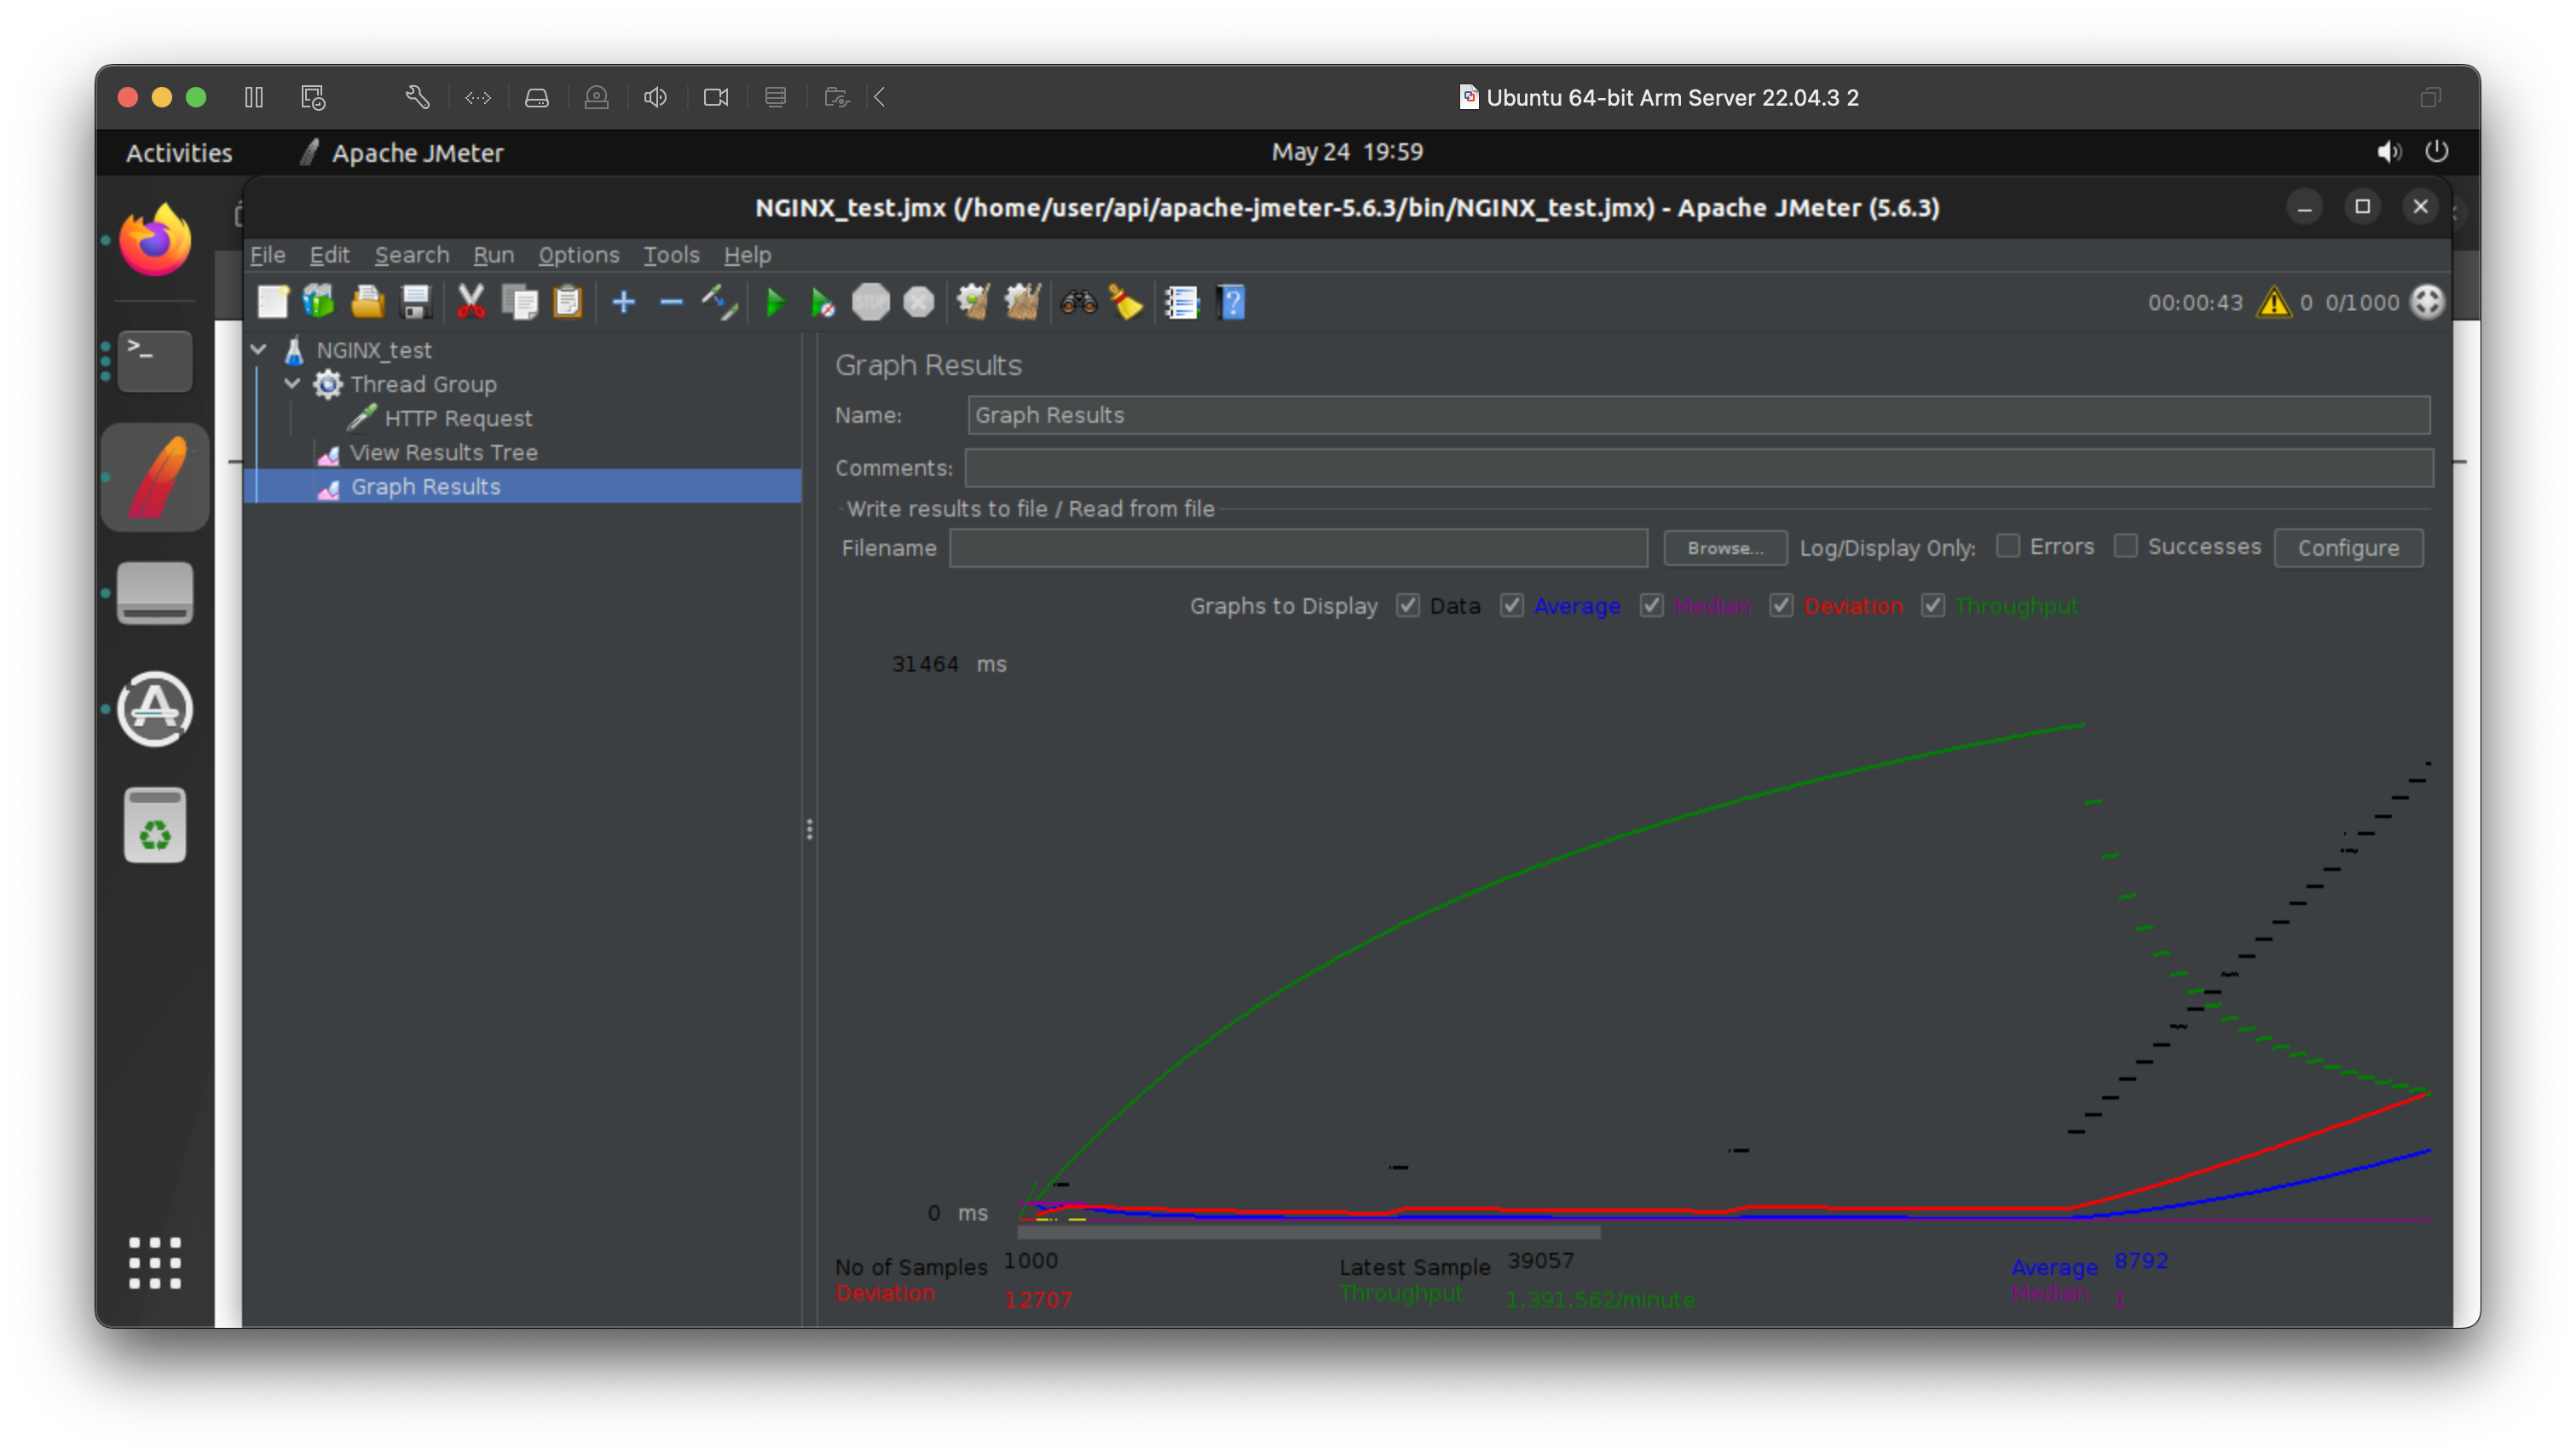 Ubuntu 64-bit Arm Server 22.04.3 2
Activities Apache JMeter May 24 19:59
NGINX_test.jmx (/home/user/api/apache-jmeter-5.6.3/bin/NGINX_test.jmx) - Apache JMeter (5.6.3)
File Edit Search Run Options Tools Help
STOP ? 00:00:43 0 0/1000
NGINX_test
Thread Group
HTTP Request
View Results Tree
Graph Results
Graph Results
Name: Graph Results
Comments:
Write results to file / Read from file
Filename Browse... Log/Display Only: Errors Successes Configure
Graphs to Display Data Average Median Deviation Throughput
31464 ms
0 ms
No of Samples 1000 Latest Sample 39057 Average 8792
Deviation 12707 Throughput 1,391.562/minute Median 1